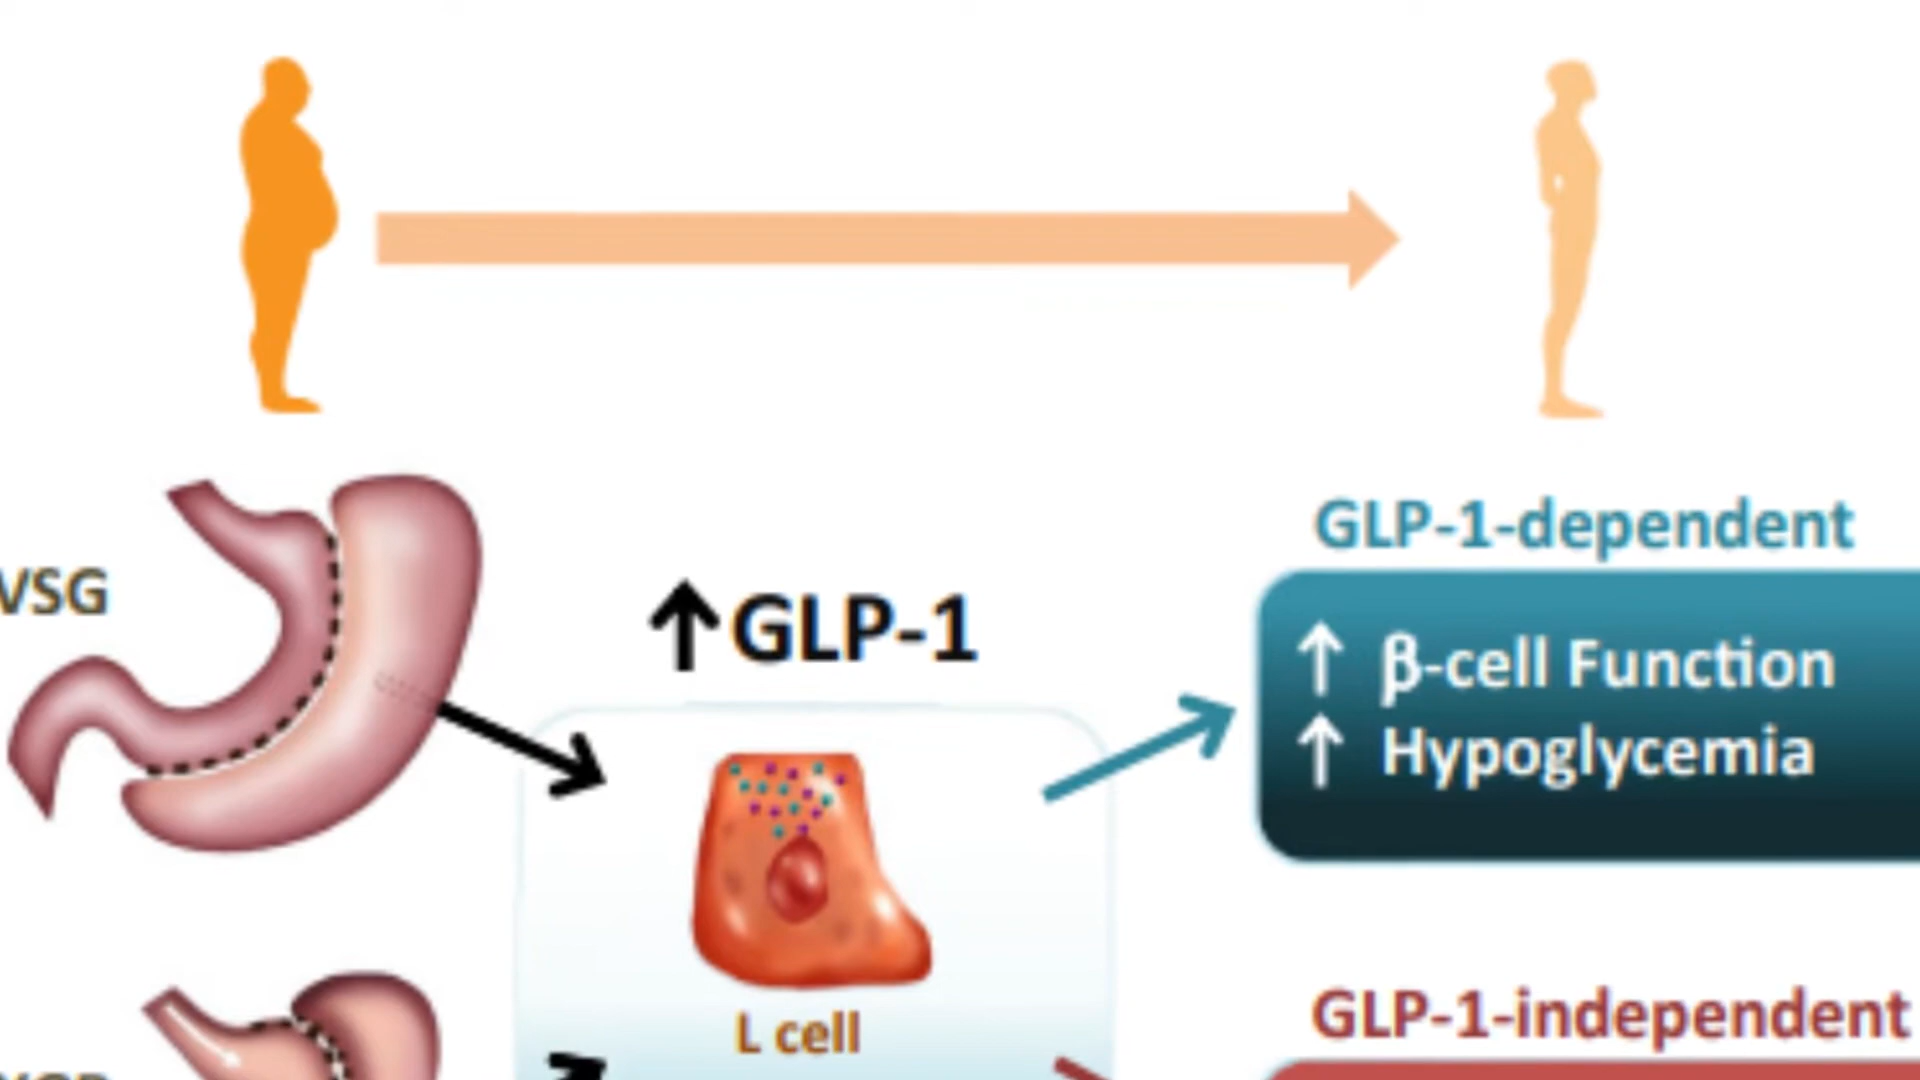 GLP-1-dependent
VSG
↑GLP-1
↑ β-cell Function
↑ Hypoglycemia
GLP-1-independent
L cell